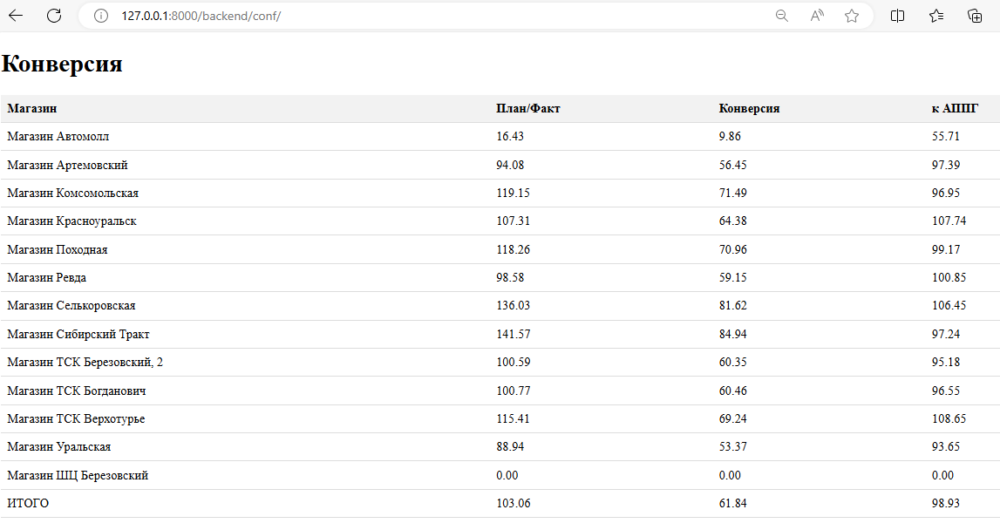 127.0.0.1:8000/backend/conf/
Конверсия
Магазин План/Факт Конверсия к АППГ
Магазин Автомолл 16.43 9.86 55.71
Магазин Артемовский 94.08 56.45 97.39
Магазин Комсомольская 119.15 71.49 96.95
Магазин Красноуральск 107.31 64.38 107.74
Магазин Походная 118.26 70.96 99.17
Магазин Ревда 98.58 59.15 100.85
Магазин Селькоровская 136.03 81.62 106.45
Магазин Сибирский Тракт 141.57 84.94 97.24
Магазин ТСК Березовский, 2 100.59 60.35 95.18
Магазин ТСК Богданович 100.77 60.46 96.55
Магазин ТСК Верхотурье 115.41 69.24 108.65
Магазин Уральская 88.94 53.37 93.65
Магазин ШЦ Березовский 0.00 0.00 0.00
ИТОГО 103.06 61.84 98.93